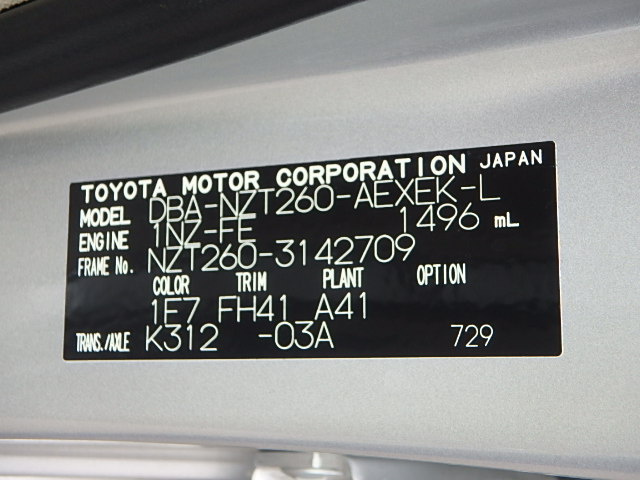 TOYOTA MOTOR CORPORATION JAPAN
MODEL DBA-NZT260-AEXEK-L
ENGINE 1NZ-FE 1496 mL
FRAME No. NZT260-3142709
COLOR TRIM PLANT OPTION
1E7 FH41 A41
TRANS./AXLE K312 -03A 729